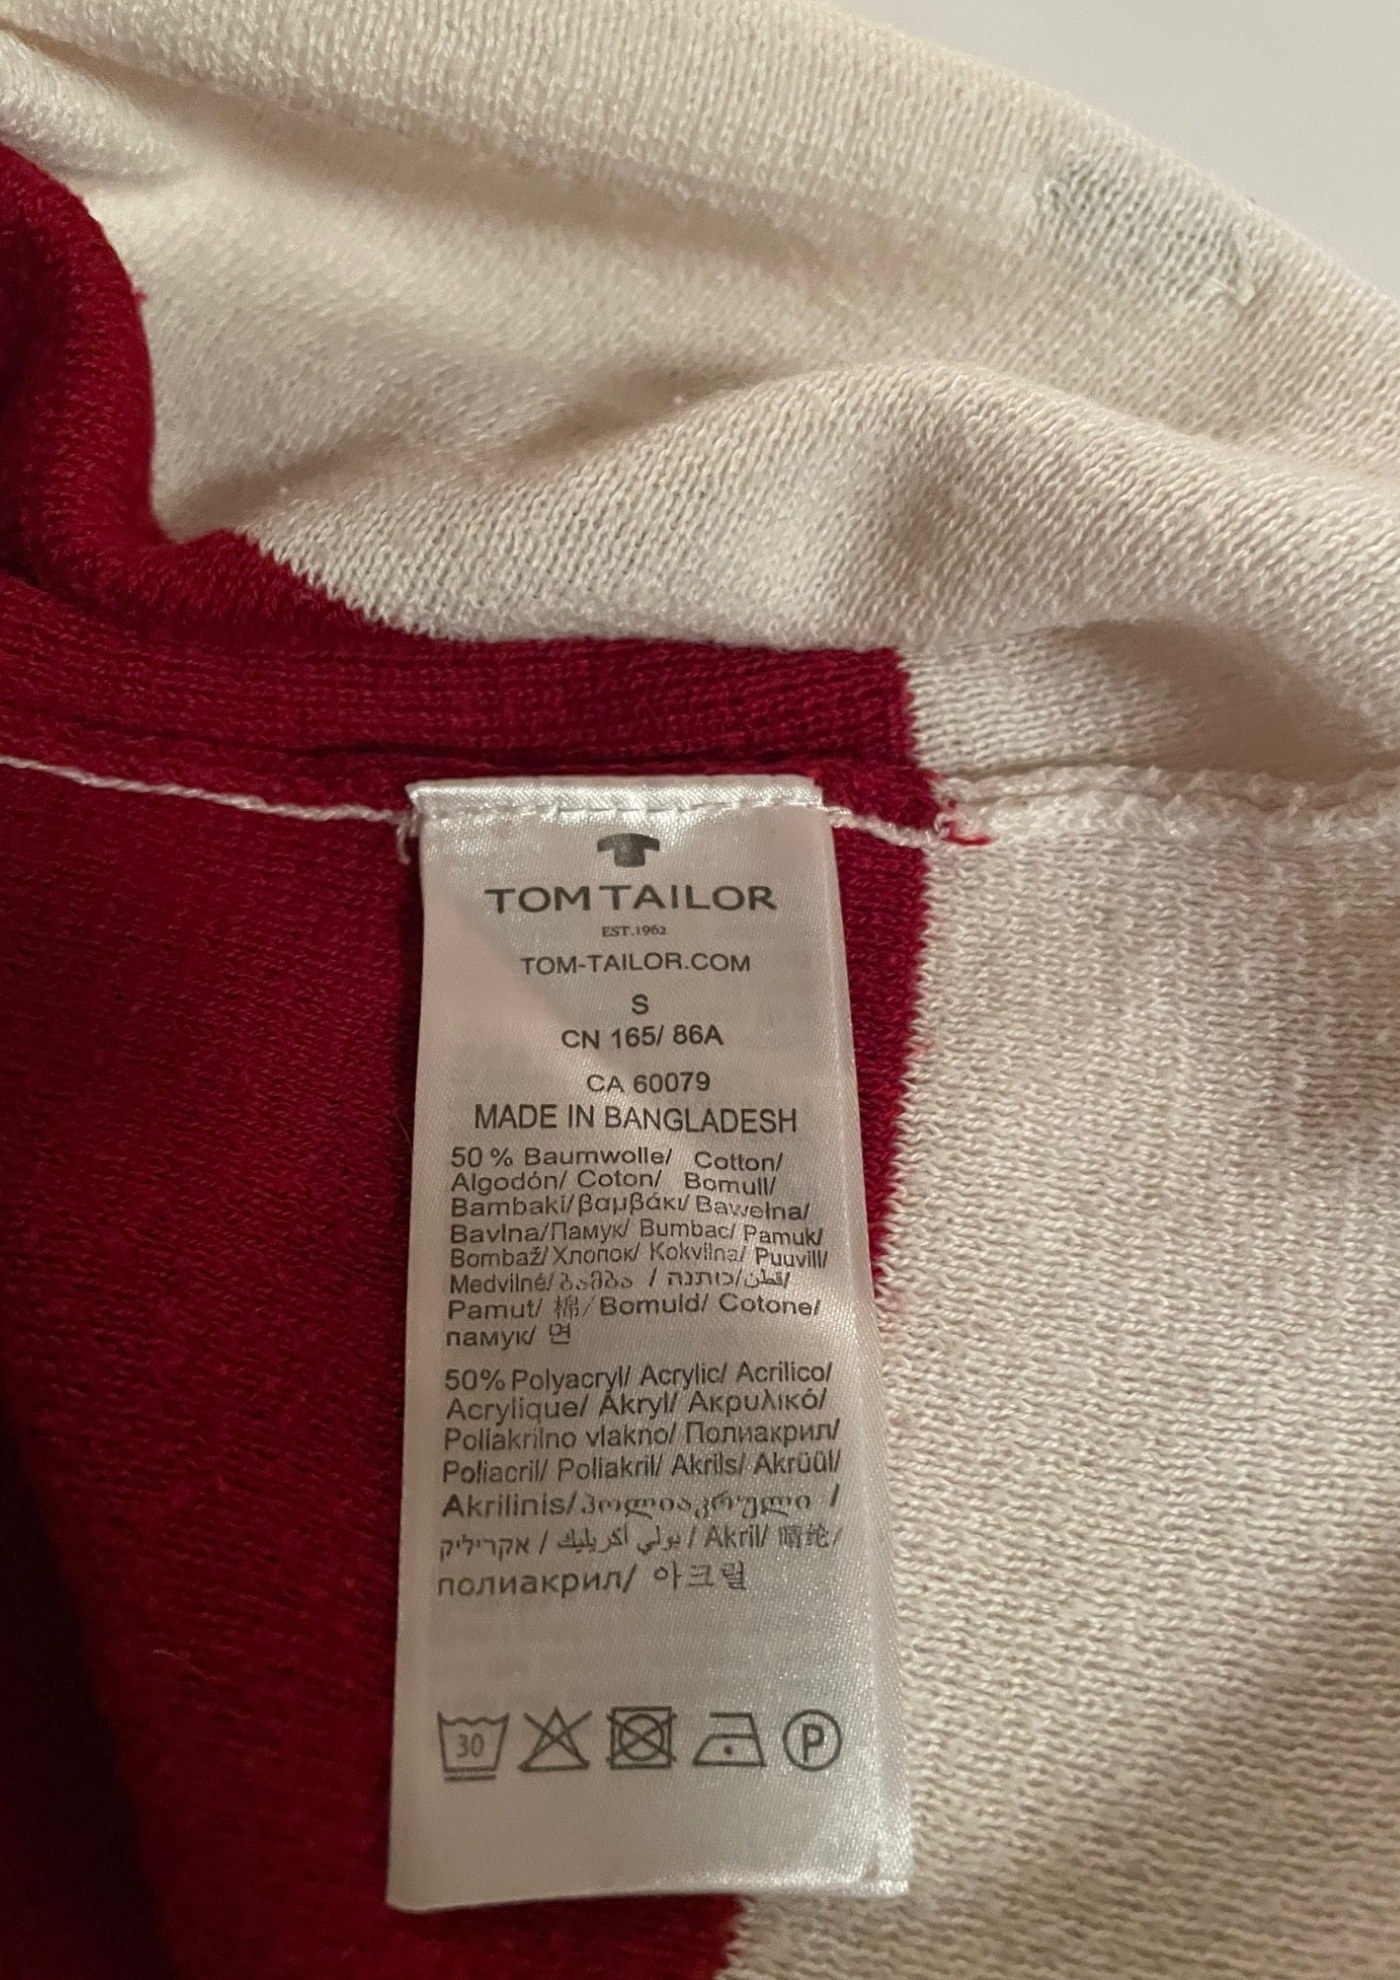 TOM TAILOR
EST.1962
TOM-TAILOR.COM
S
CN 165/ 86A
CA 60079
MADE IN BANGLADESH
50 % Baumwolle/ Cotton/
Algodón/ Coton/ Bomull/
Bambaki/βαμβάκι/ Bawełna/
Bavlna/Памук/ Bumbac/ Pamuk/
Bombaž/Хлопок/ Kokvilna/ Puuvill/
Medvilné/ბამბა / כותנה/قطن/
Pamut/ 棉/Bomuld/ Cotone/
памук/ 면
50% Polyacryl/ Acrylic/ Acrilico/
Acrylique/ Akryl/ Ακρυλικό/
Poliakrilno vlakno/ Полиакрил/
Poliacril/ Poliakril/ Akrils/ Akrüül/
Akrilinis/პოლიაკრული /
אקריליק / بولي أكريليك / Akril/ 腈纶/
полиакрил/ 아크릴
30
P